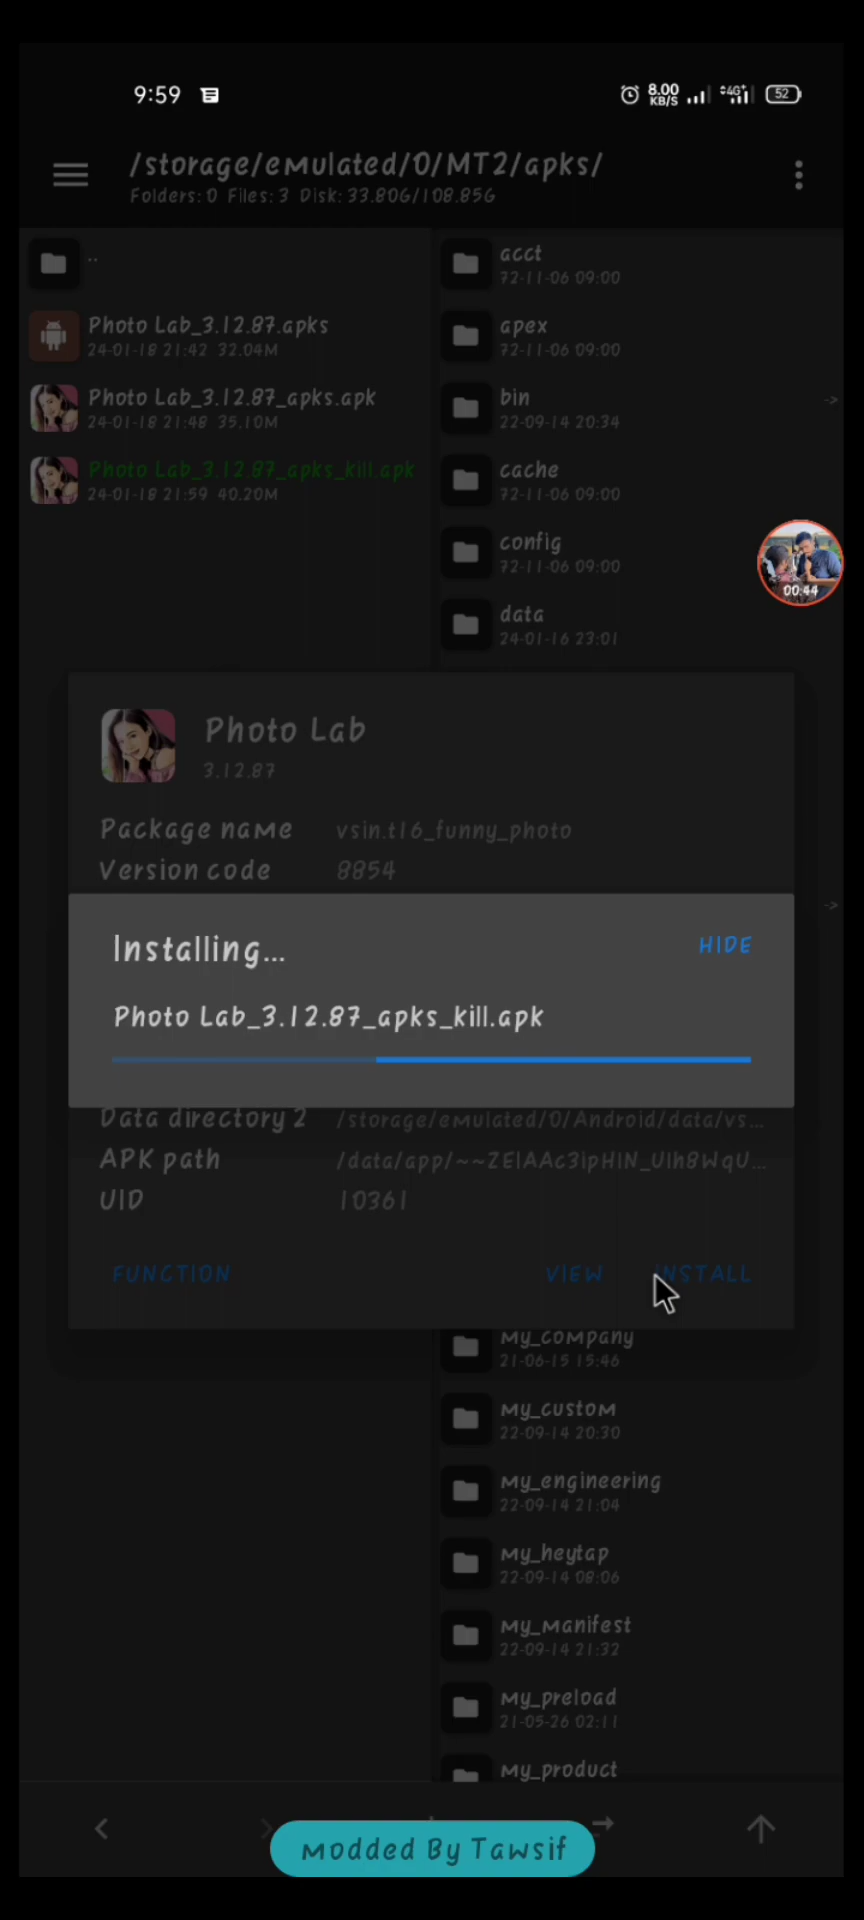 9:59
8.00
KB/S
4G+
52
/storage/emulated/0/MT2/apks/
Folders: 0 Files: 3 Disk: 33.80G/108.85G
..
Photo Lab_3.12.87.apks
24-01-18 21:42 32.04M
Photo Lab_3.12.87_apks.apk
24-01-18 21:48 35.10M
Photo Lab_3.12.87_apks_kill.apk
24-01-18 21:59 40.20M
acct
72-11-06 09:00
apex
72-11-06 09:00
bin
22-09-14 20:34
->
cache
72-11-06 09:00
config
72-11-06 09:00
data
24-01-16 23:01
00:44
Photo Lab
3.12.87
Package name vsin.t16_funny_photo
Version code 8854
->
Installing...
HIDE
Photo Lab_3.12.87_apks_kill.apk
Data directory 2 /storage/emulated/0/Android/data/vs...
APK path
UID 10361
FUNCTION VIEW INSTALL
my_company
21-06-15 15:46
my_custom
22-09-14 20:30
my_engineering
22-09-14 21:04
my_heytap
22-09-14 08:06
my_manifest
22-09-14 21:32
my_preload
21-05-26 02:11
my_product
modded By Tawsif